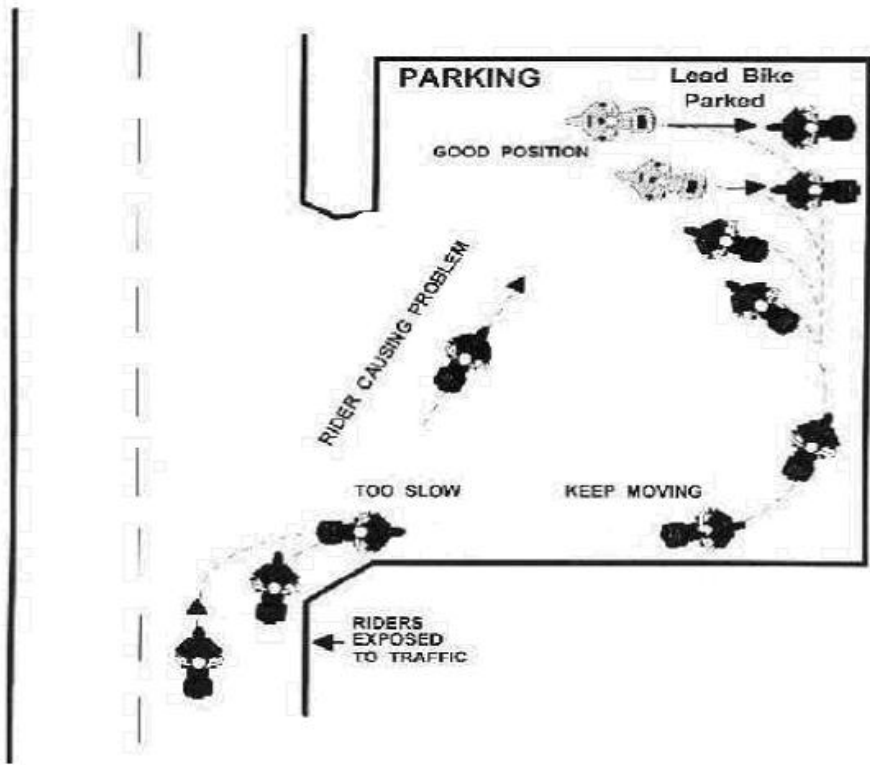 PARKING
Lead Bike
Parked
GOOD POSITION
RIDER CAUSING PROBLEM
TOO SLOW
KEEP MOVING
RIDERS
EXPOSED
TO TRAFFIC